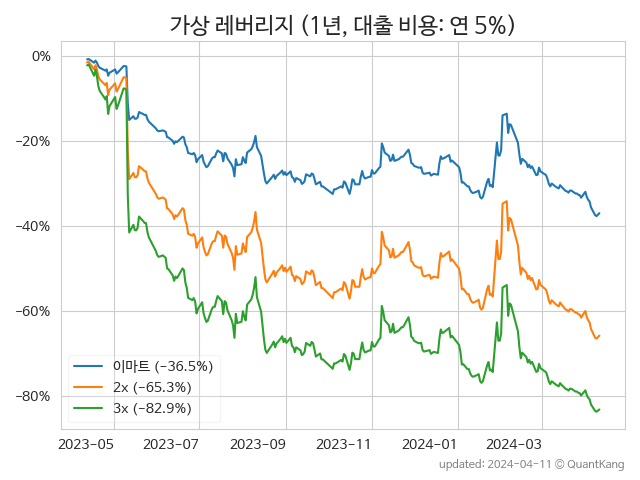 가상 레버리지 (1년, 대출 비용: 연 5%)
0%
−20%
−40%
−60%
−80%
이마트 (−36.5%)
2x (−65.3%)
3x (−82.9%)
2023−05 2023−07 2023−09 2023−11 2024−01 2024−03
updated: 2024−04−11 © QuantKang